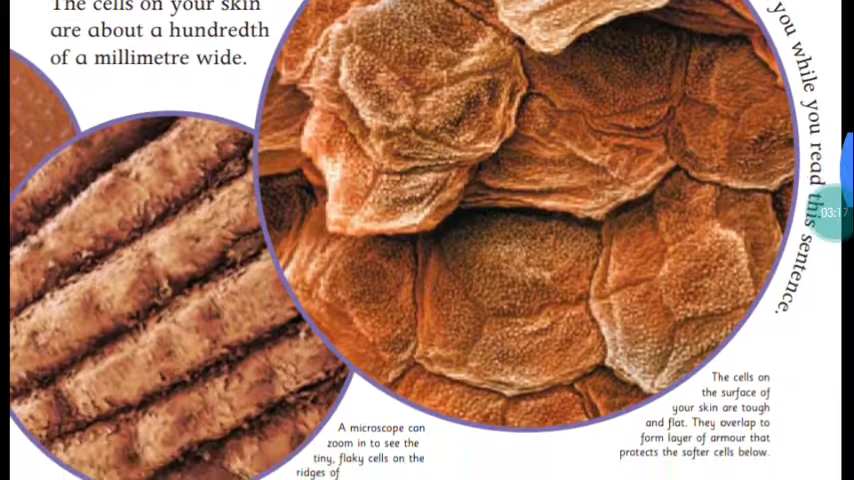 The cells on your skin
are about a hundredth
of a millimetre wide.
you while you read this sentence.
03:17
The cells on
the surface of
your skin are tough
and flat. They overlap to
form layer of armour that
protects the softer cells below.
A microscope can
zoom in to see the
tiny, flaky cells on the
ridges of